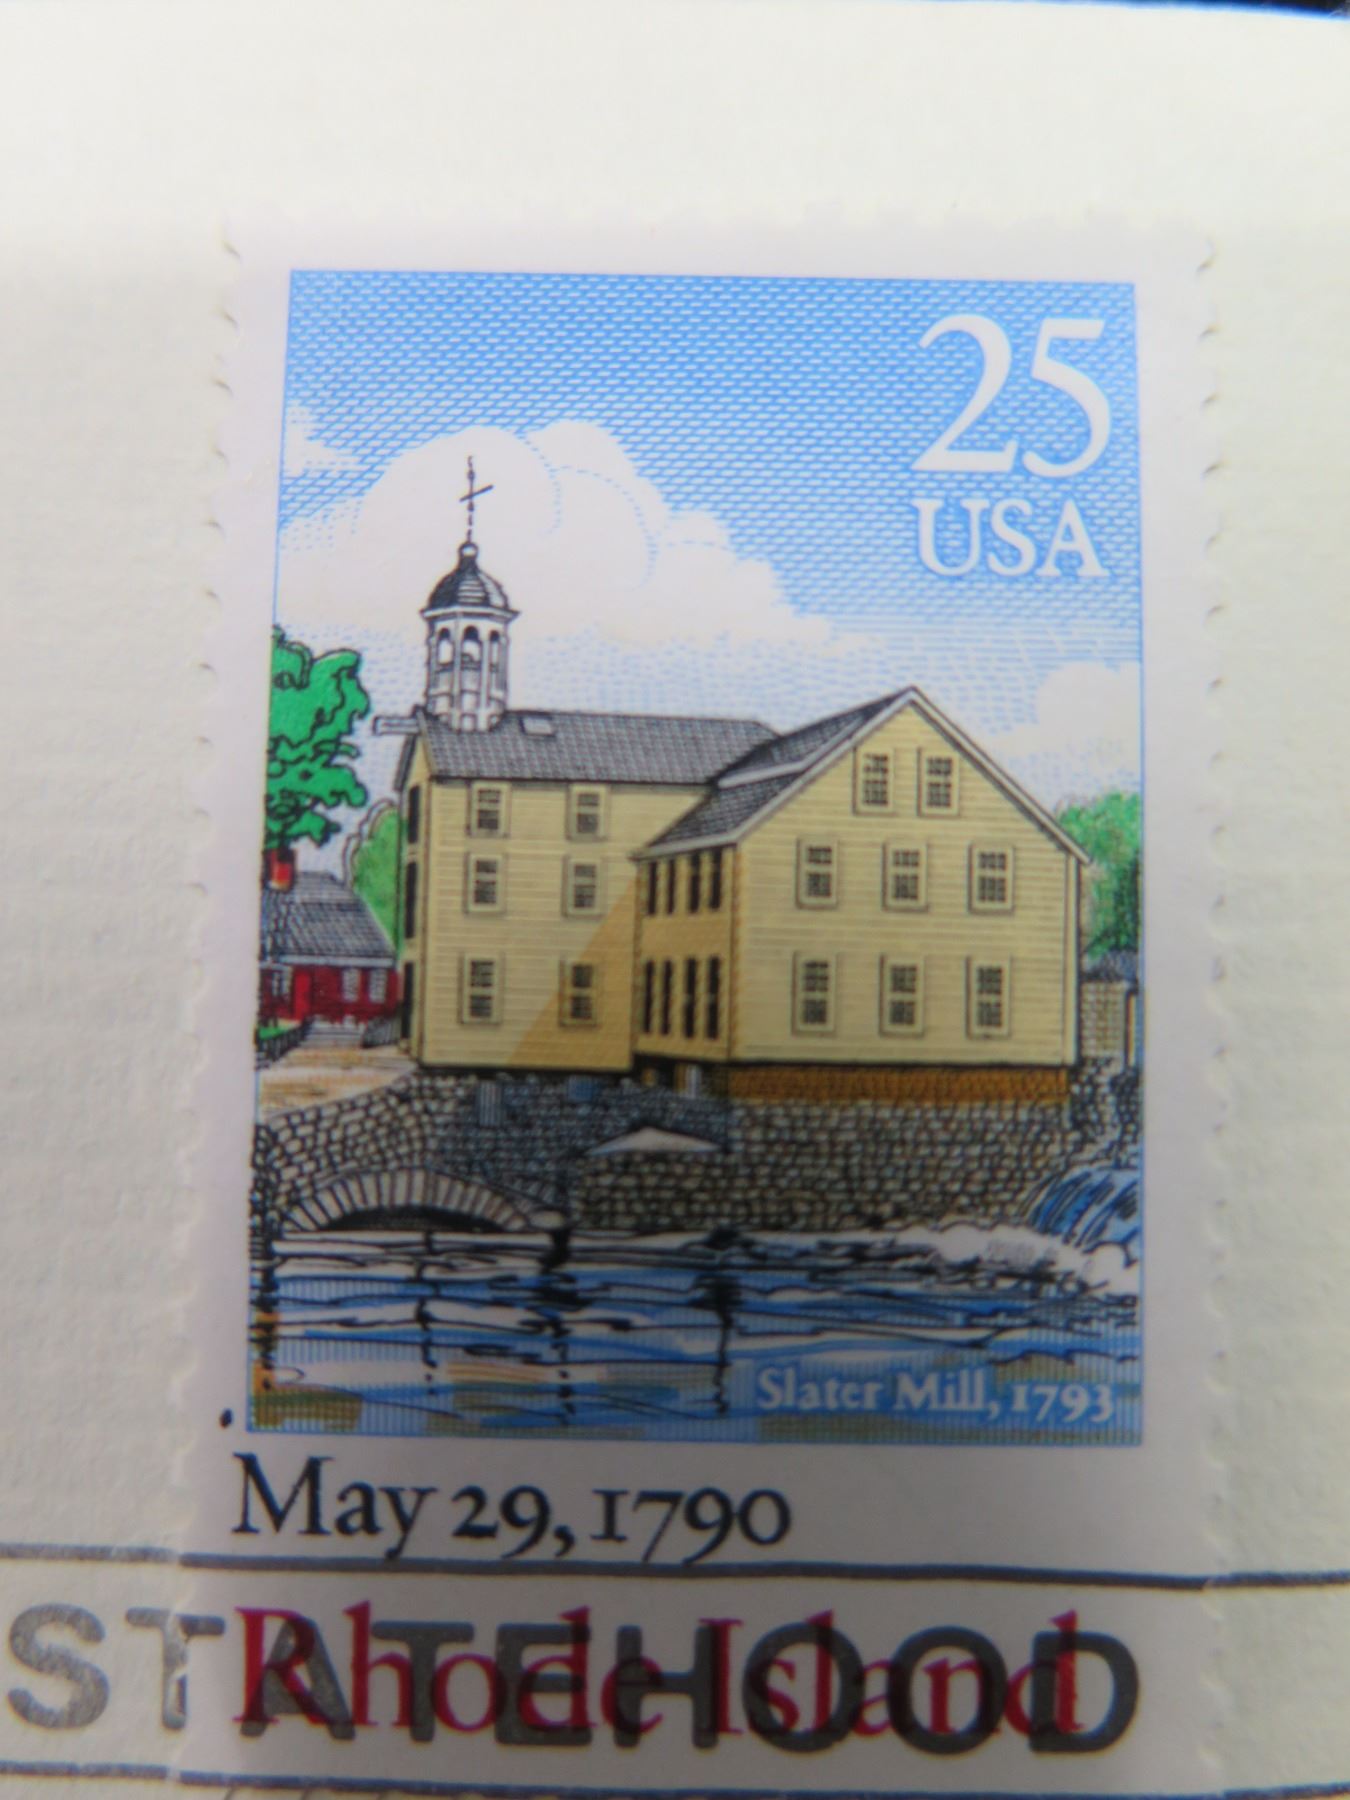 25
USA
Slater Mill, 1793
May 29, 1790
Rhode Island
STATEHOOD